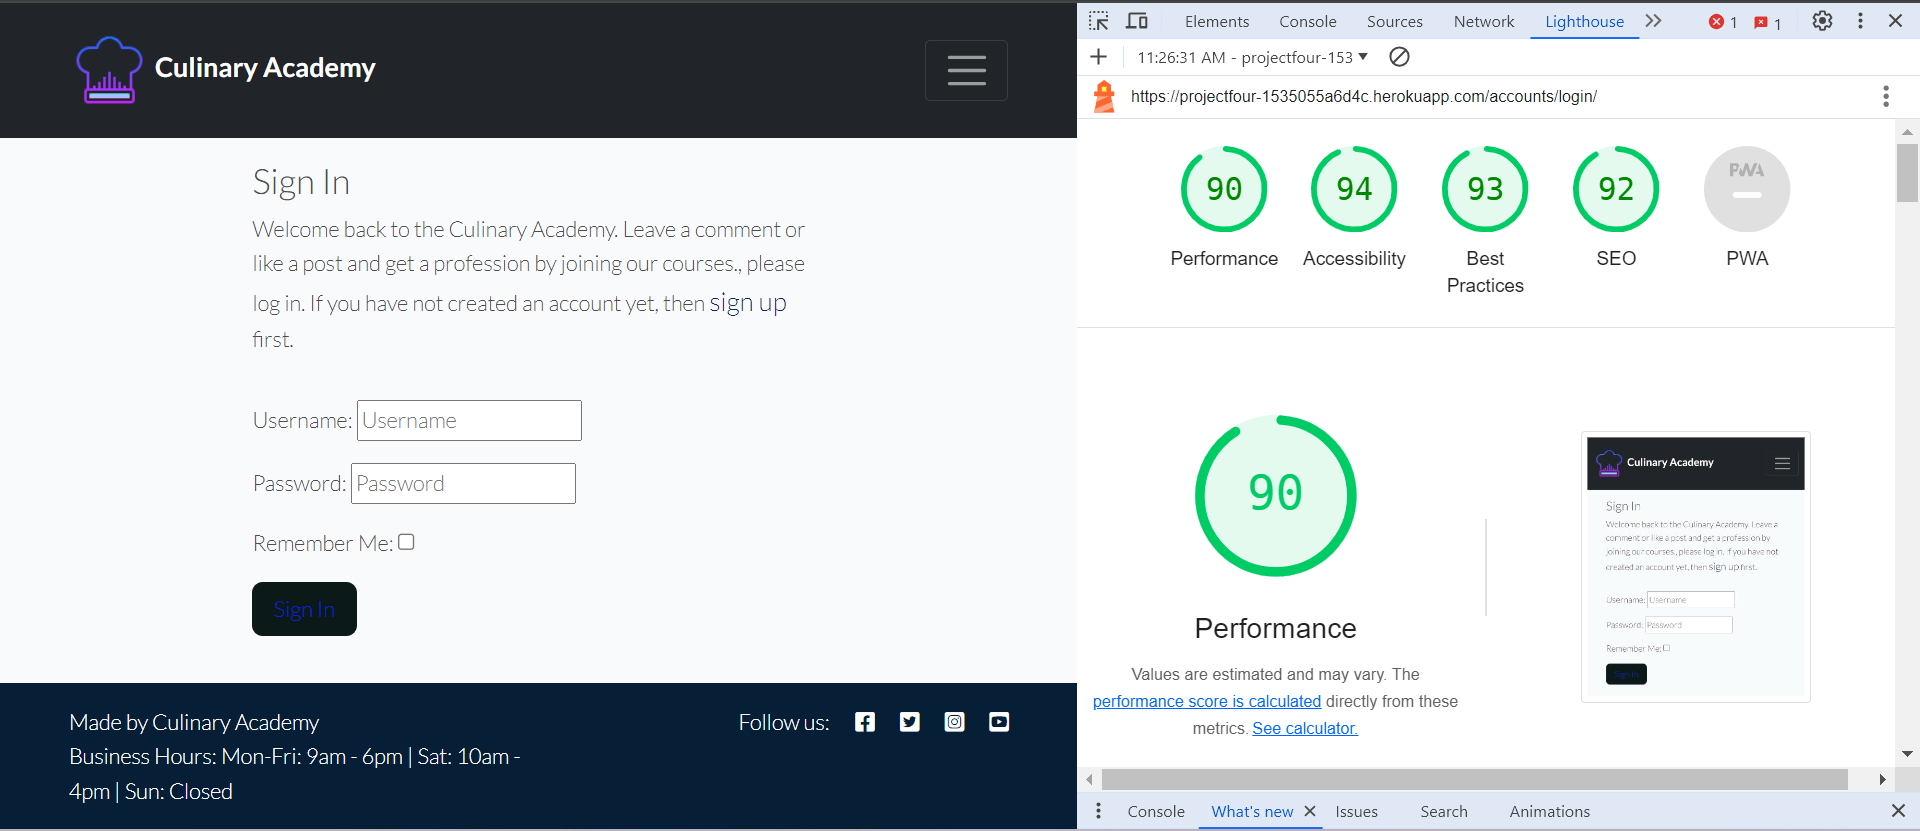 Culinary Academy
Sign In
Welcome back to the Culinary Academy. Leave a comment or
like a post and get a profession by joining our courses., please
log in. If you have not created an account yet, then sign up
first.
Username: Username
Password: Password
Remember Me:
Sign In
Made by Culinary Academy
Business Hours: Mon-Fri: 9am - 6pm | Sat: 10am -
4pm | Sun: Closed
Follow us:
Elements Console Sources Network Lighthouse 1 1
11:26:31 AM - projectfour-153
https://projectfour-1535055a6d4c.herokuapp.com/accounts/login/
90 94 93 92 PWA
Performance Accessibility Best Practices SEO PWA
90
Performance
Values are estimated and may vary. The
performance score is calculated directly from these
metrics. See calculator.
Culinary Academy
Sign In
Welcome back to the Culinary Academy. Leave a
comment or like a post and get a profession by
joining our courses., please log in. If you have not
created an account yet, then sign up first.
Username: Username
Password: Password
Remember Me:
Sign In
Console What's new Issues Search Animations